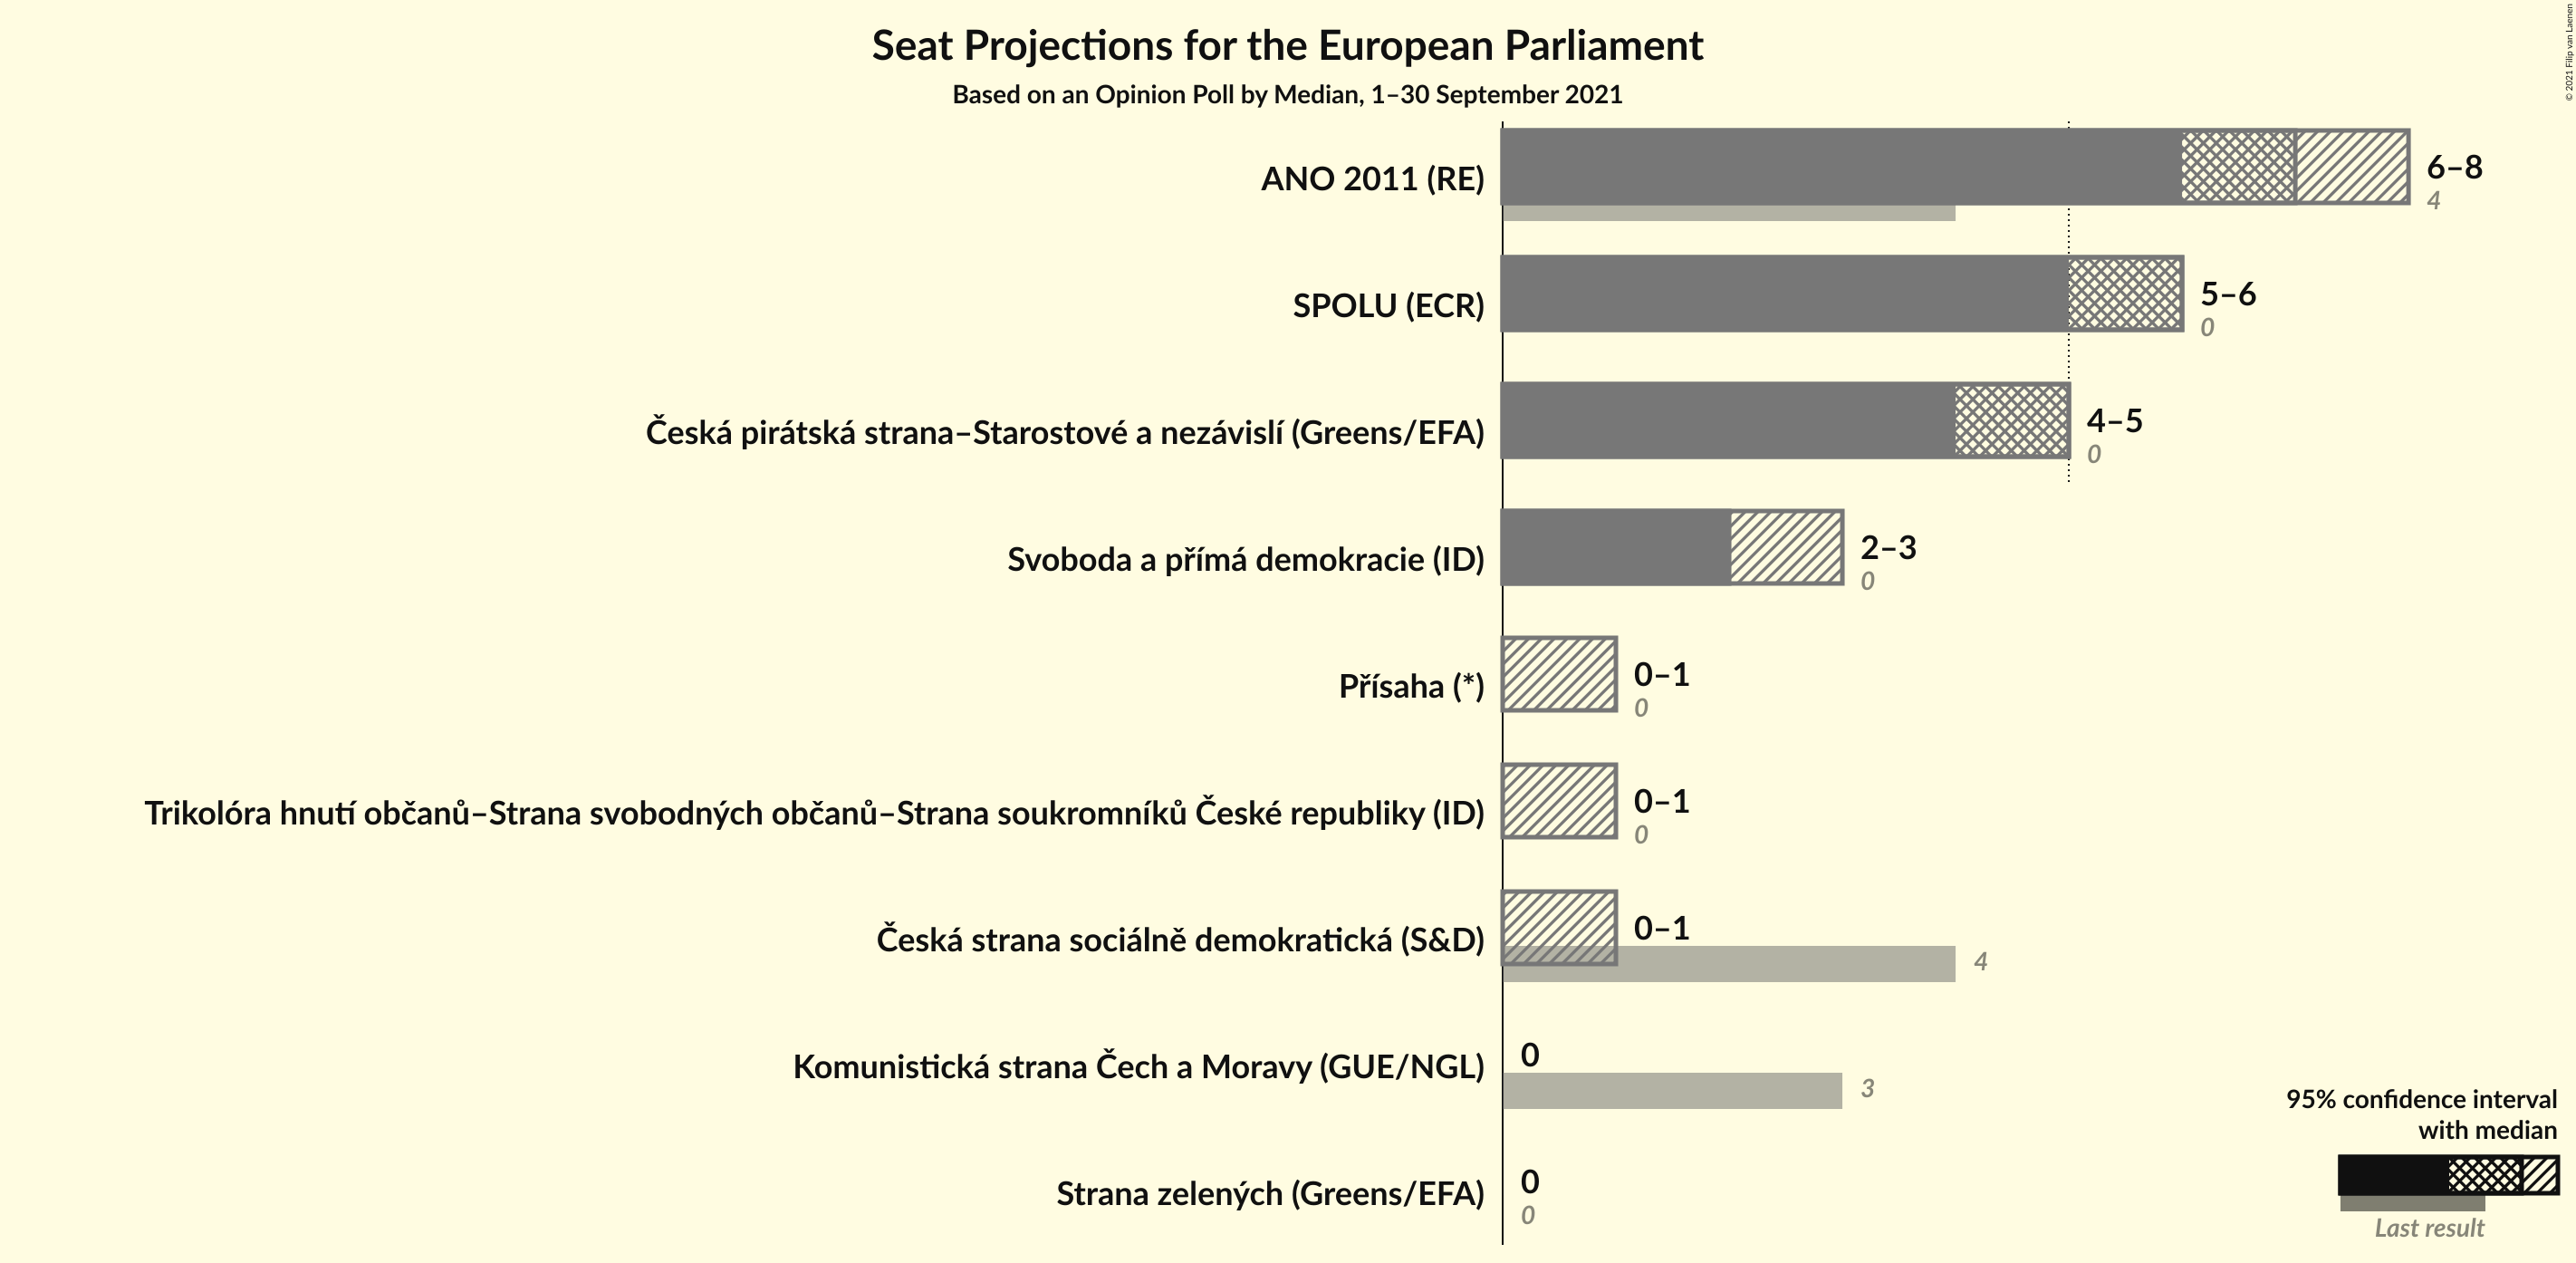 Seat Projections for the European Parliament
Based on an Opinion Poll by Median, 1–30 September 2021
© 2021 Filip van Laenen
ANO 2011 (RE)
6–8
4
SPOLU (ECR)
5–6
0
Česká pirátská strana–Starostové a nezávislí (Greens/EFA)
4–5
0
Svoboda a přímá demokracie (ID)
2–3
0
Přísaha (*)
0–1
0
Trikolóra hnutí občanů–Strana svobodných občanů–Strana soukromníků České republiky (ID)
0–1
0
Česká strana sociálně demokratická (S&D)
0–1
4
Komunistická strana Čech a Moravy (GUE/NGL)
0
3
Strana zelených (Greens/EFA)
0
0
95% confidence interval
with median
Last result